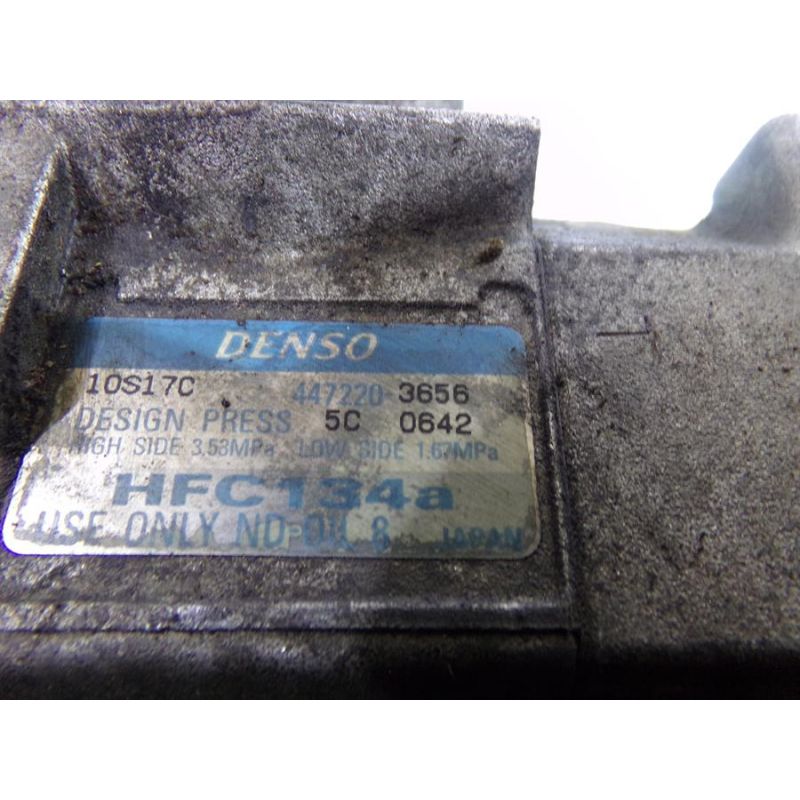 DENSO
10S17C 447220-3656
DESIGN PRESS 5C 0642
HIGH SIDE 3.53MPa LOW SIDE 1.67MPa
HFC134a
USE ONLY ND-OIL 8 JAPAN